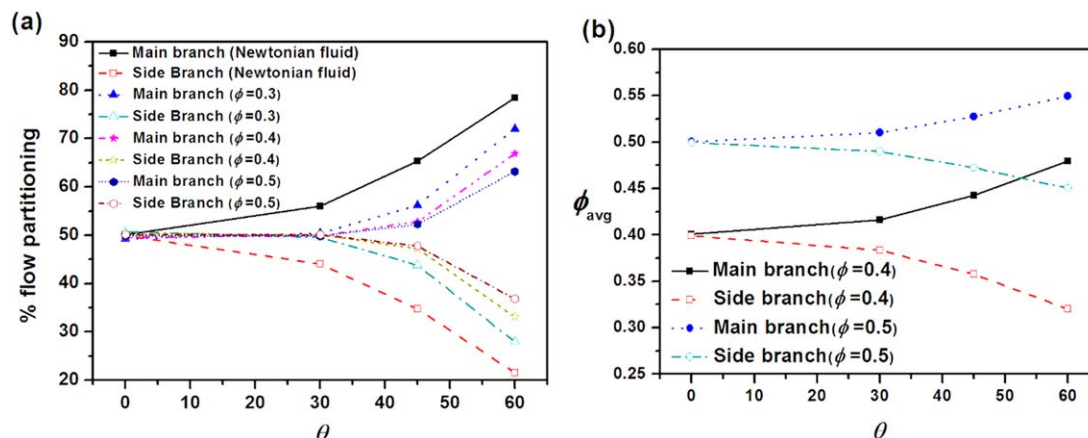 (a)
90
80
70
60
50
40
30
20
% flow partitioning
Main branch (Newtonian fluid)
Side Branch (Newtonian fluid)
Main branch (ϕ=0.3)
Side Branch (ϕ=0.3)
Main branch (ϕ=0.4)
Side Branch (ϕ=0.4)
Main branch (ϕ=0.5)
Side Branch (ϕ=0.5)
0 10 20 30 40 50 60
θ
(b)
0.60
0.55
0.50
0.45
0.40
0.35
0.30
0.25
ϕavg
Main branch(ϕ=0.4)
Side branch(ϕ=0.4)
Main branch(ϕ=0.5)
Side branch(ϕ=0.5)
0 10 20 30 40 50 60
θ